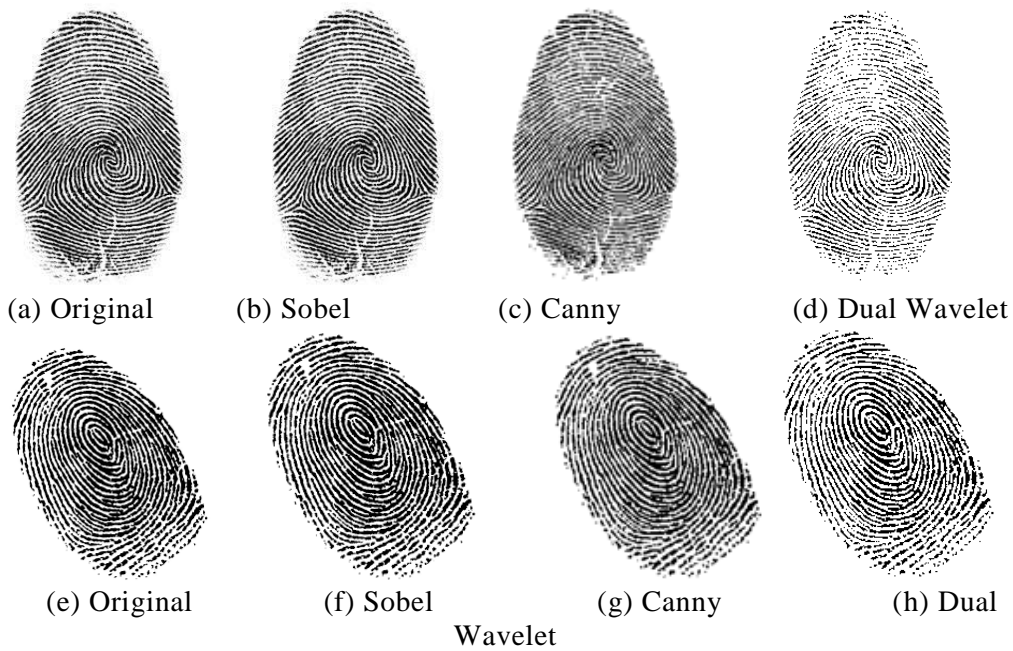 (a) Original (b) Sobel (c) Canny (d) Dual Wavelet
(e) Original (f) Sobel (g) Canny (h) Dual
Wavelet